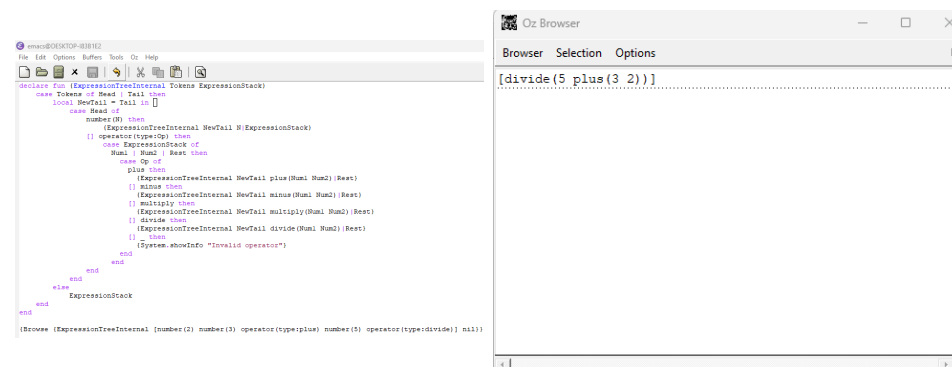 emacs@DESKTOP-I83B1E2
File Edit Options Buffers Tools Oz Help
declare fun {ExpressionTreeInternal Tokens ExpressionStack}
    case Tokens of Head | Tail then
        local NewTail = Tail in []
            case Head of
                number(N) then
                    {ExpressionTreeInternal NewTail N|ExpressionStack}
                [] operator(type:Op) then
                    case ExpressionStack of
                      Num1 | Num2 | Rest then
                        case Op of
                          plus then
                            {ExpressionTreeInternal NewTail plus(Num1 Num2)|Rest}
                          [] minus then
                            {ExpressionTreeInternal NewTail minus(Num1 Num2)|Rest}
                          [] multiply then
                            {ExpressionTreeInternal NewTail multiply(Num1 Num2)|Rest}
                          [] divide then
                            {ExpressionTreeInternal NewTail divide(Num1 Num2)|Rest}
                          [] _ then
                            {System.showInfo "Invalid operator"}
                        end
                      end
                end
            end
        else
            ExpressionStack
    end
end
{Browse {ExpressionTreeInternal [number(2) number(3) operator(type:plus) number(5) operator(type:divide)] nil}}
Oz Browser
Browser Selection Options
[divide(5 plus(3 2))]